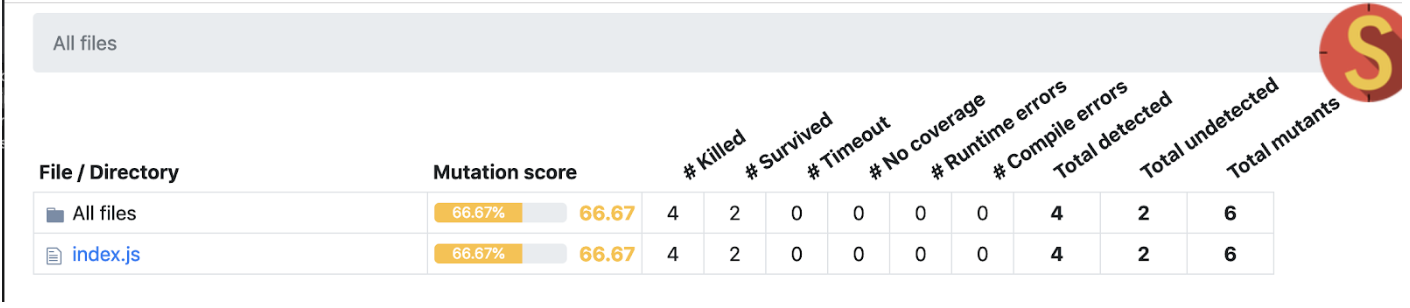 All files
S
File / Directory Mutation score # Killed # Survived # Timeout # No coverage # Runtime errors # Compile errors Total detected Total undetected Total mutants
All files 66.67% 66.67 4 2 0 0 0 0 4 2 6
index.js 66.67% 66.67 4 2 0 0 0 0 4 2 6